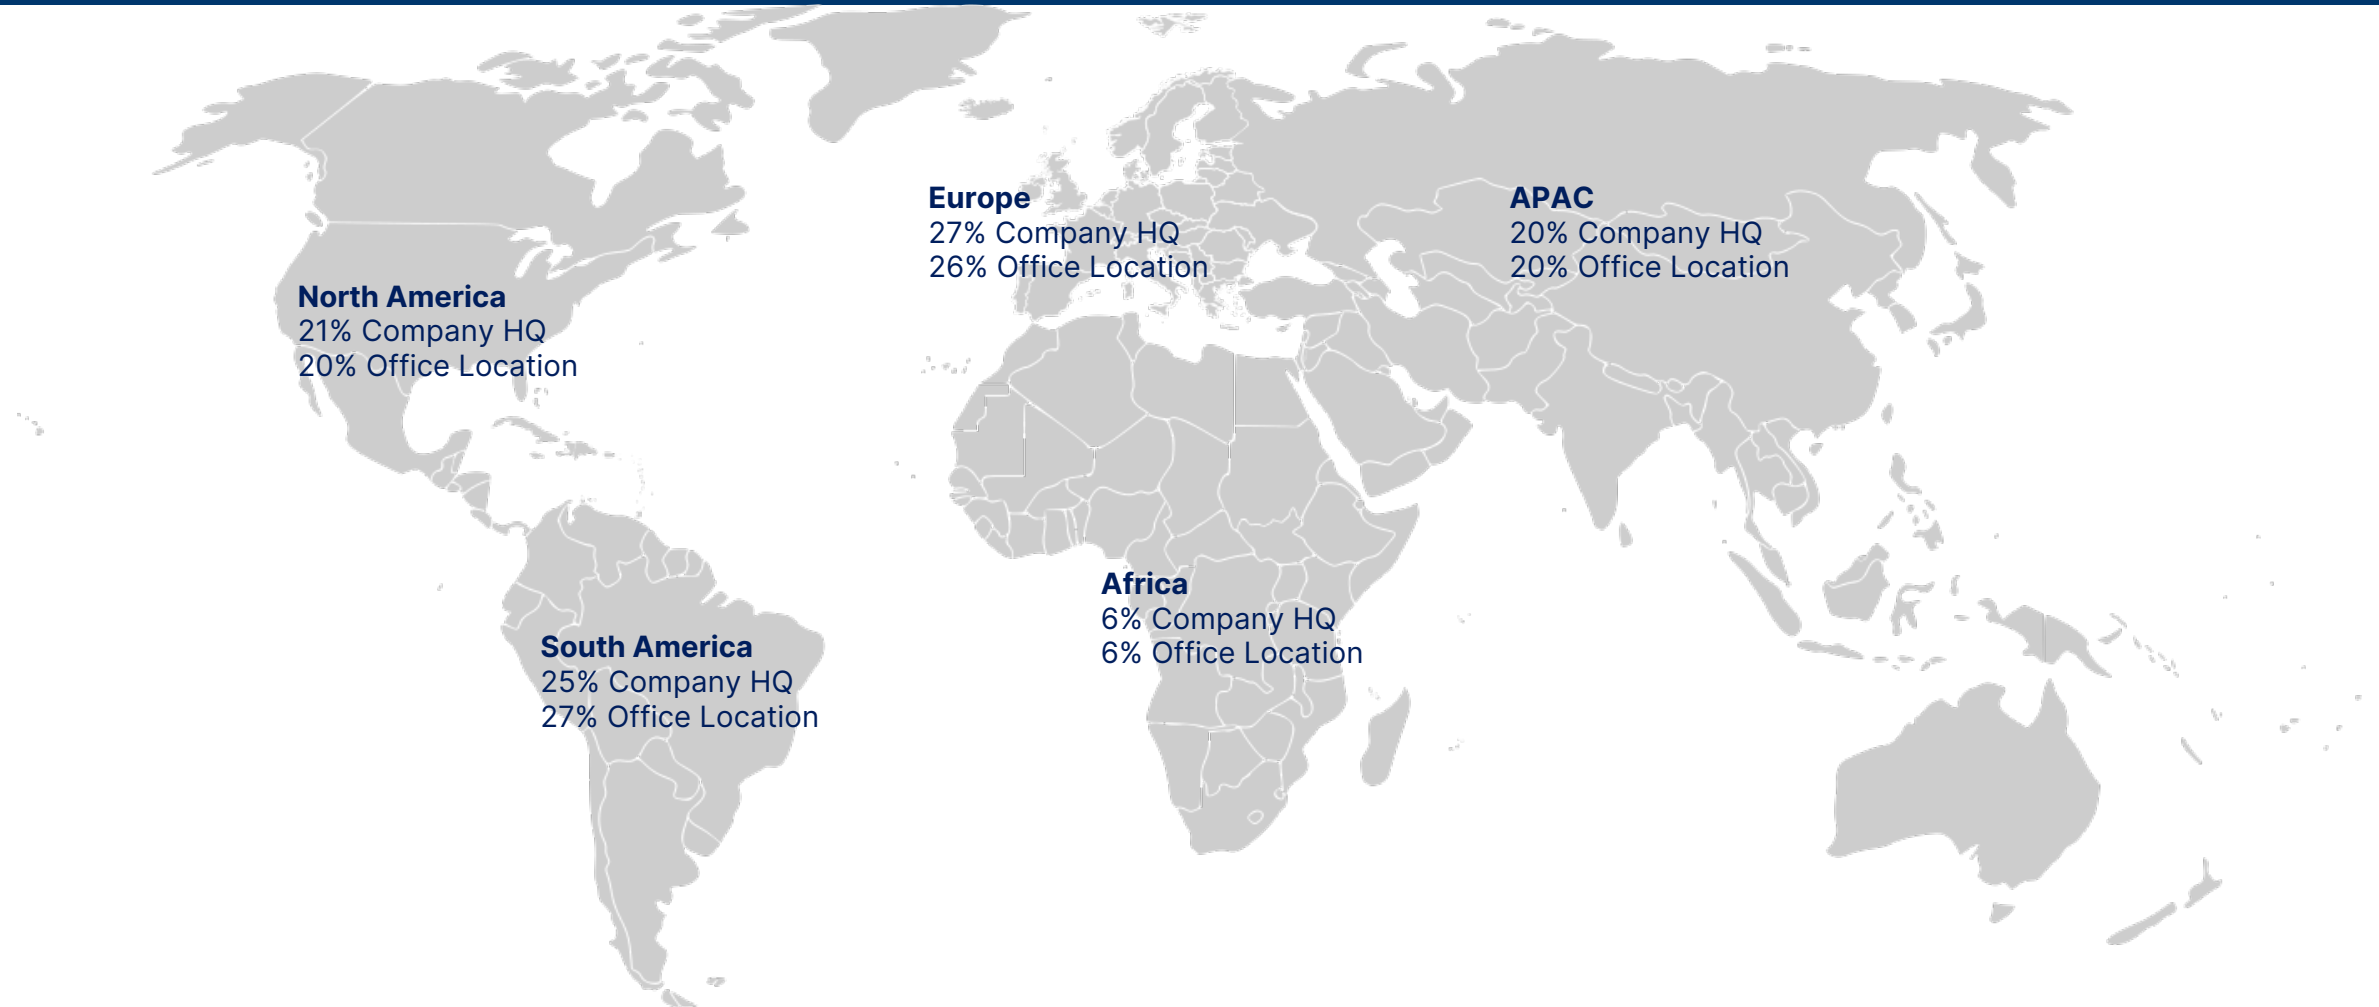 Europe
27% Company HQ
26% Office Location
APAC
20% Company HQ
20% Office Location
North America
21% Company HQ
20% Office Location
Africa
6% Company HQ
6% Office Location
South America
25% Company HQ
27% Office Location